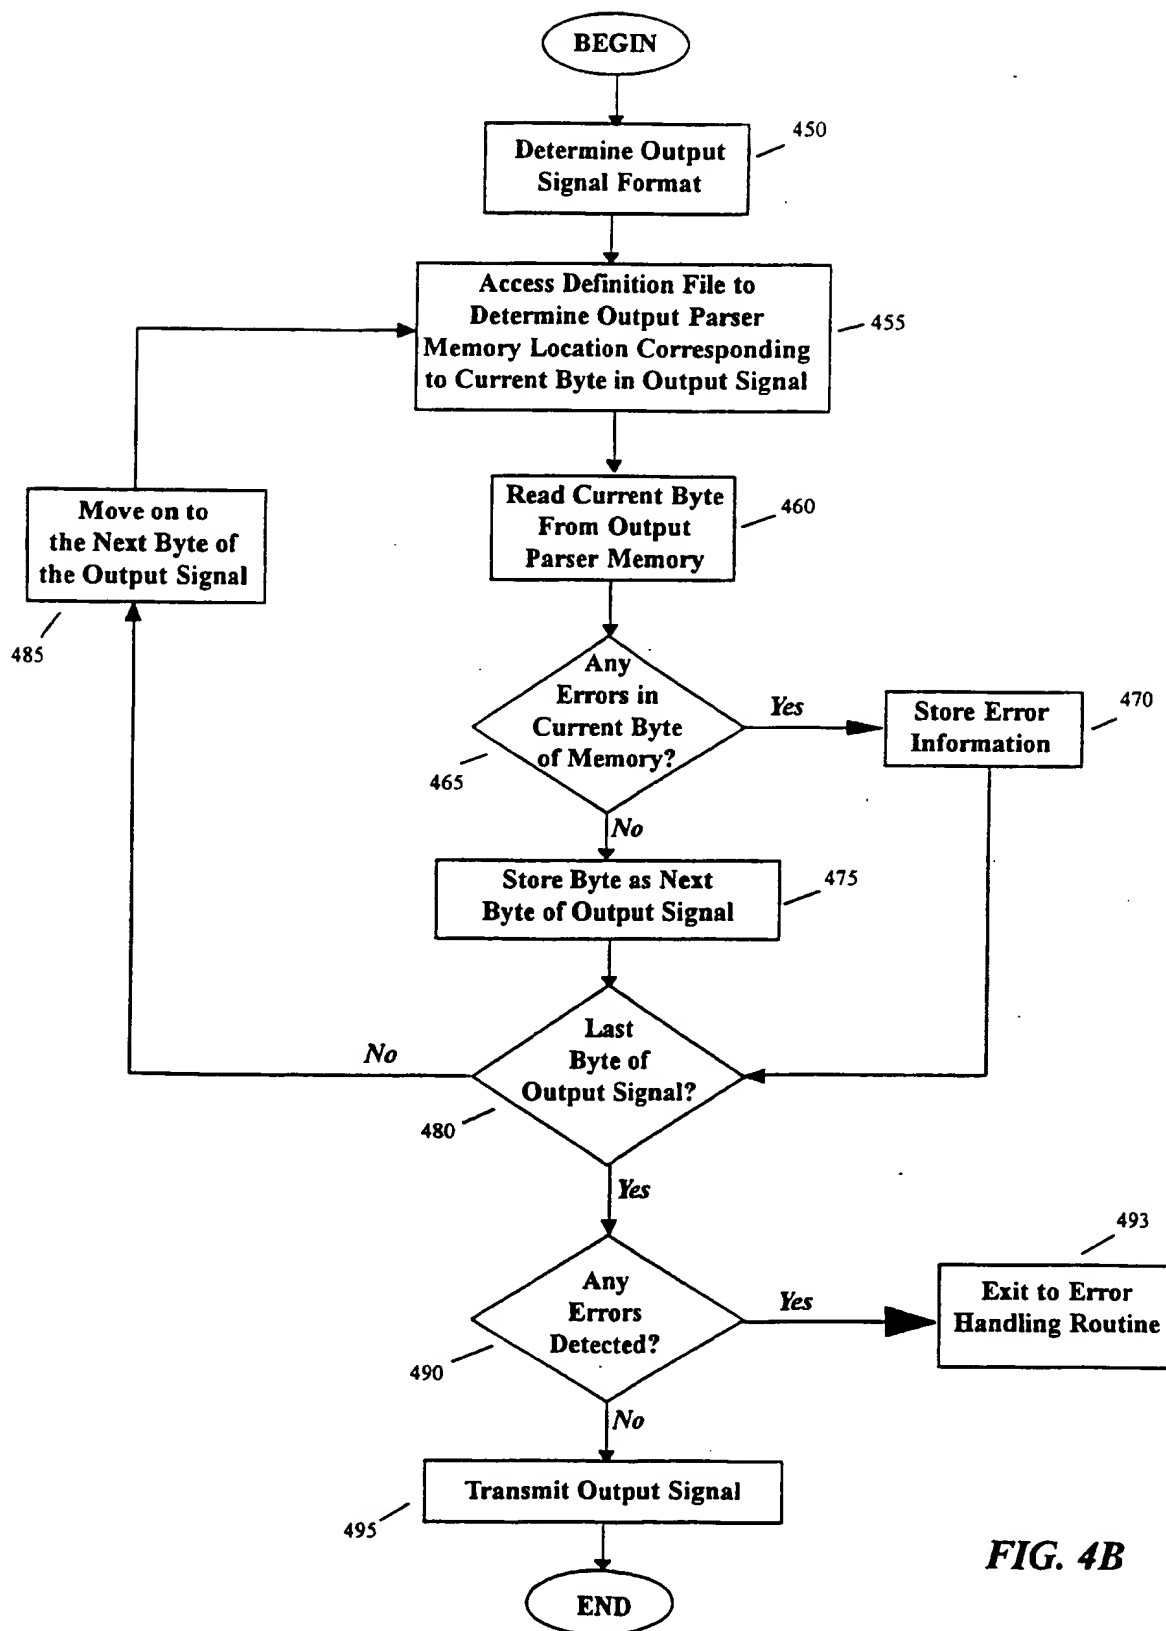 BEGIN
Determine Output
Signal Format
450
Access Definition File to
Determine Output Parser
Memory Location Corresponding
to Current Byte in Output Signal
455
Move on to
the Next Byte of
the Output Signal
485
Read Current Byte
From Output
Parser Memory
460
Any
Errors in
Current Byte
of Memory?
465
Yes
Store Error
Information
470
No
Store Byte as Next
Byte of Output Signal
475
Last
Byte of
Output Signal?
480
No
Yes
Any
Errors
Detected?
490
Yes
Exit to Error
Handling Routine
493
No
Transmit Output Signal
495
END
FIG. 4B